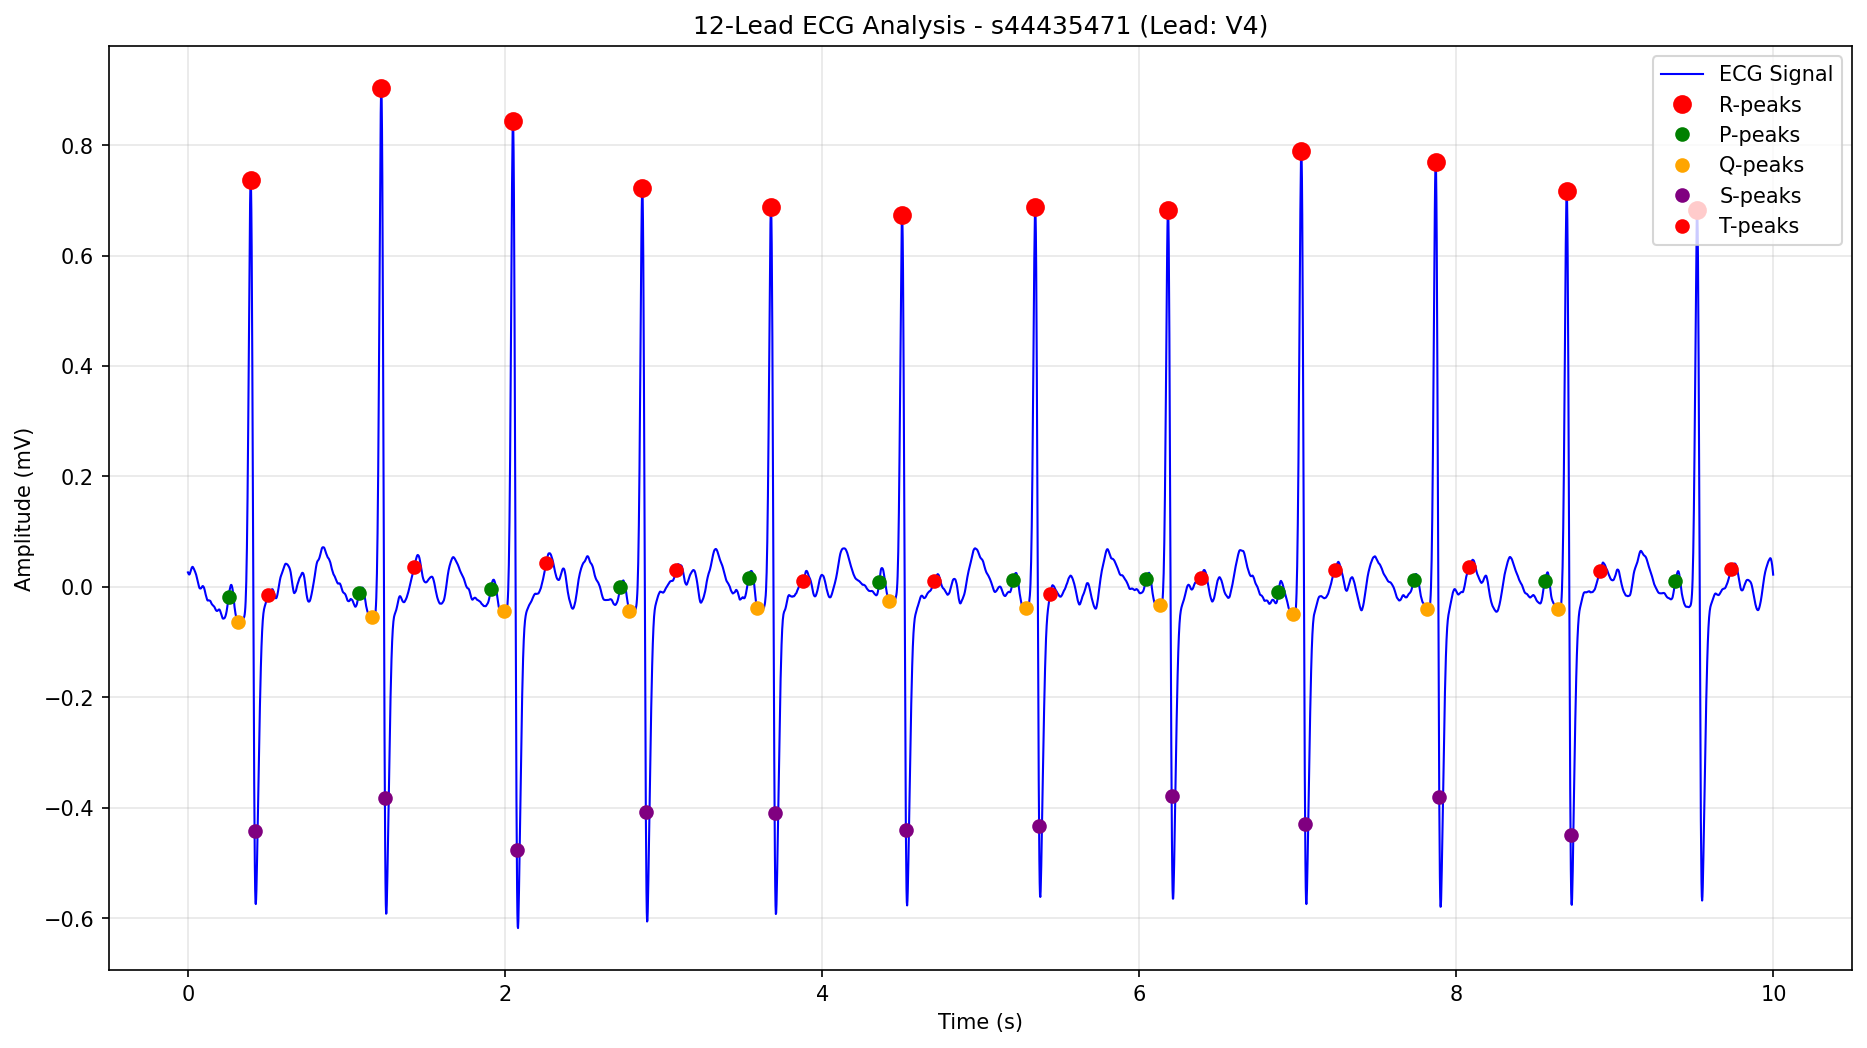 12-Lead ECG Analysis - s44435471 (Lead: V4)
ECG Signal
R-peaks
P-peaks
Q-peaks
S-peaks
T-peaks
Amplitude (mV)
0.8
0.6
0.4
0.2
0.0
−0.2
−0.4
−0.6
0 2 4 6 8 10
Time (s)